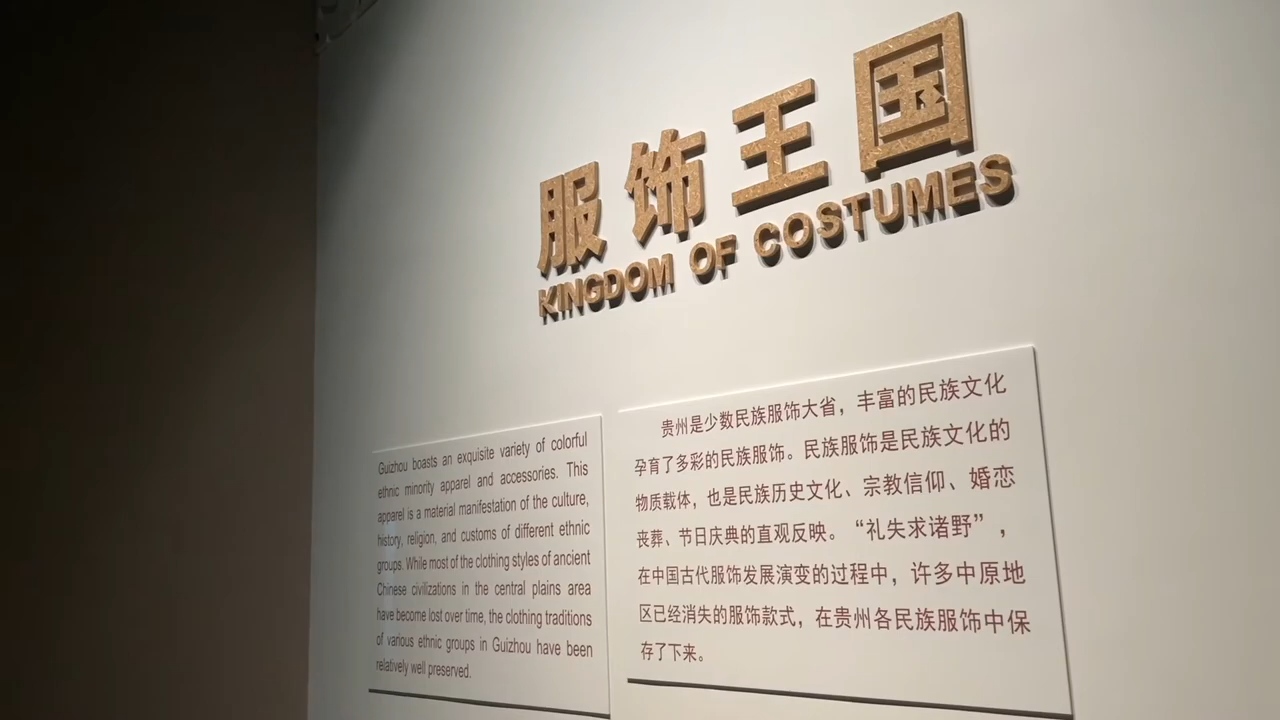 服饰王国
KINGDOM OF COSTUMES
Guizhou boasts an exquisite variety of colorful
ethnic minority apparel and accessories. This
apparel is a material manifestation of the culture,
history, religion, and customs of different ethnic
groups. While most of the clothing styles of ancient
Chinese civilizations in the central plains area
have become lost over time, the clothing traditions
of various ethnic groups in Guizhou have been
relatively well preserved.
贵州是少数民族服饰大省，丰富的民族文化
孕育了多彩的民族服饰。民族服饰是民族文化的
物质载体，也是民族历史文化、宗教信仰、婚恋
丧葬、节日庆典的直观反映。“礼失求诸野”，
在中国古代服饰发展演变的过程中，许多中原地
区已经消失的服饰款式，在贵州各民族服饰中保
存了下来。